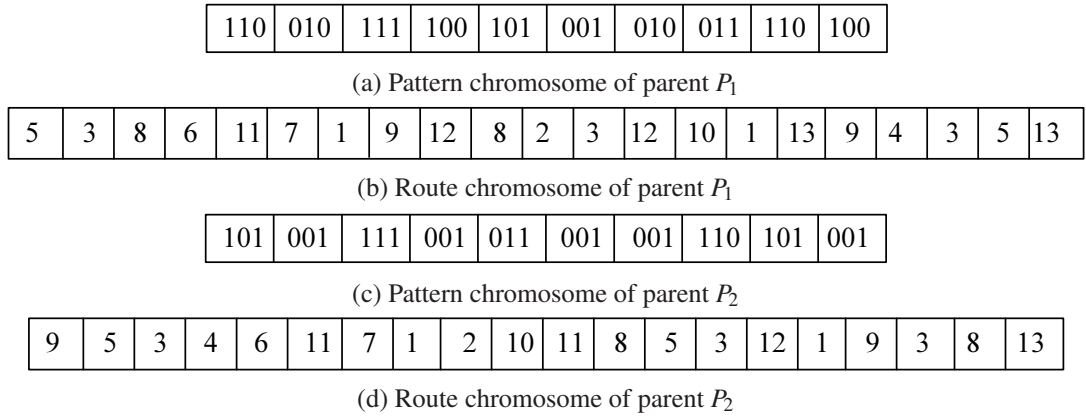 110 010 111 100 101 001 010 011 110 100
(a) Pattern chromosome of parent P1
5 3 8 6 11 7 1 9 12 8 2 3 12 10 1 13 9 4 3 5 13
(b) Route chromosome of parent P1
101 001 111 001 011 001 001 110 101 001
(c) Pattern chromosome of parent P2
9 5 3 4 6 11 7 1 2 10 11 8 5 3 12 1 9 3 8 13
(d) Route chromosome of parent P2